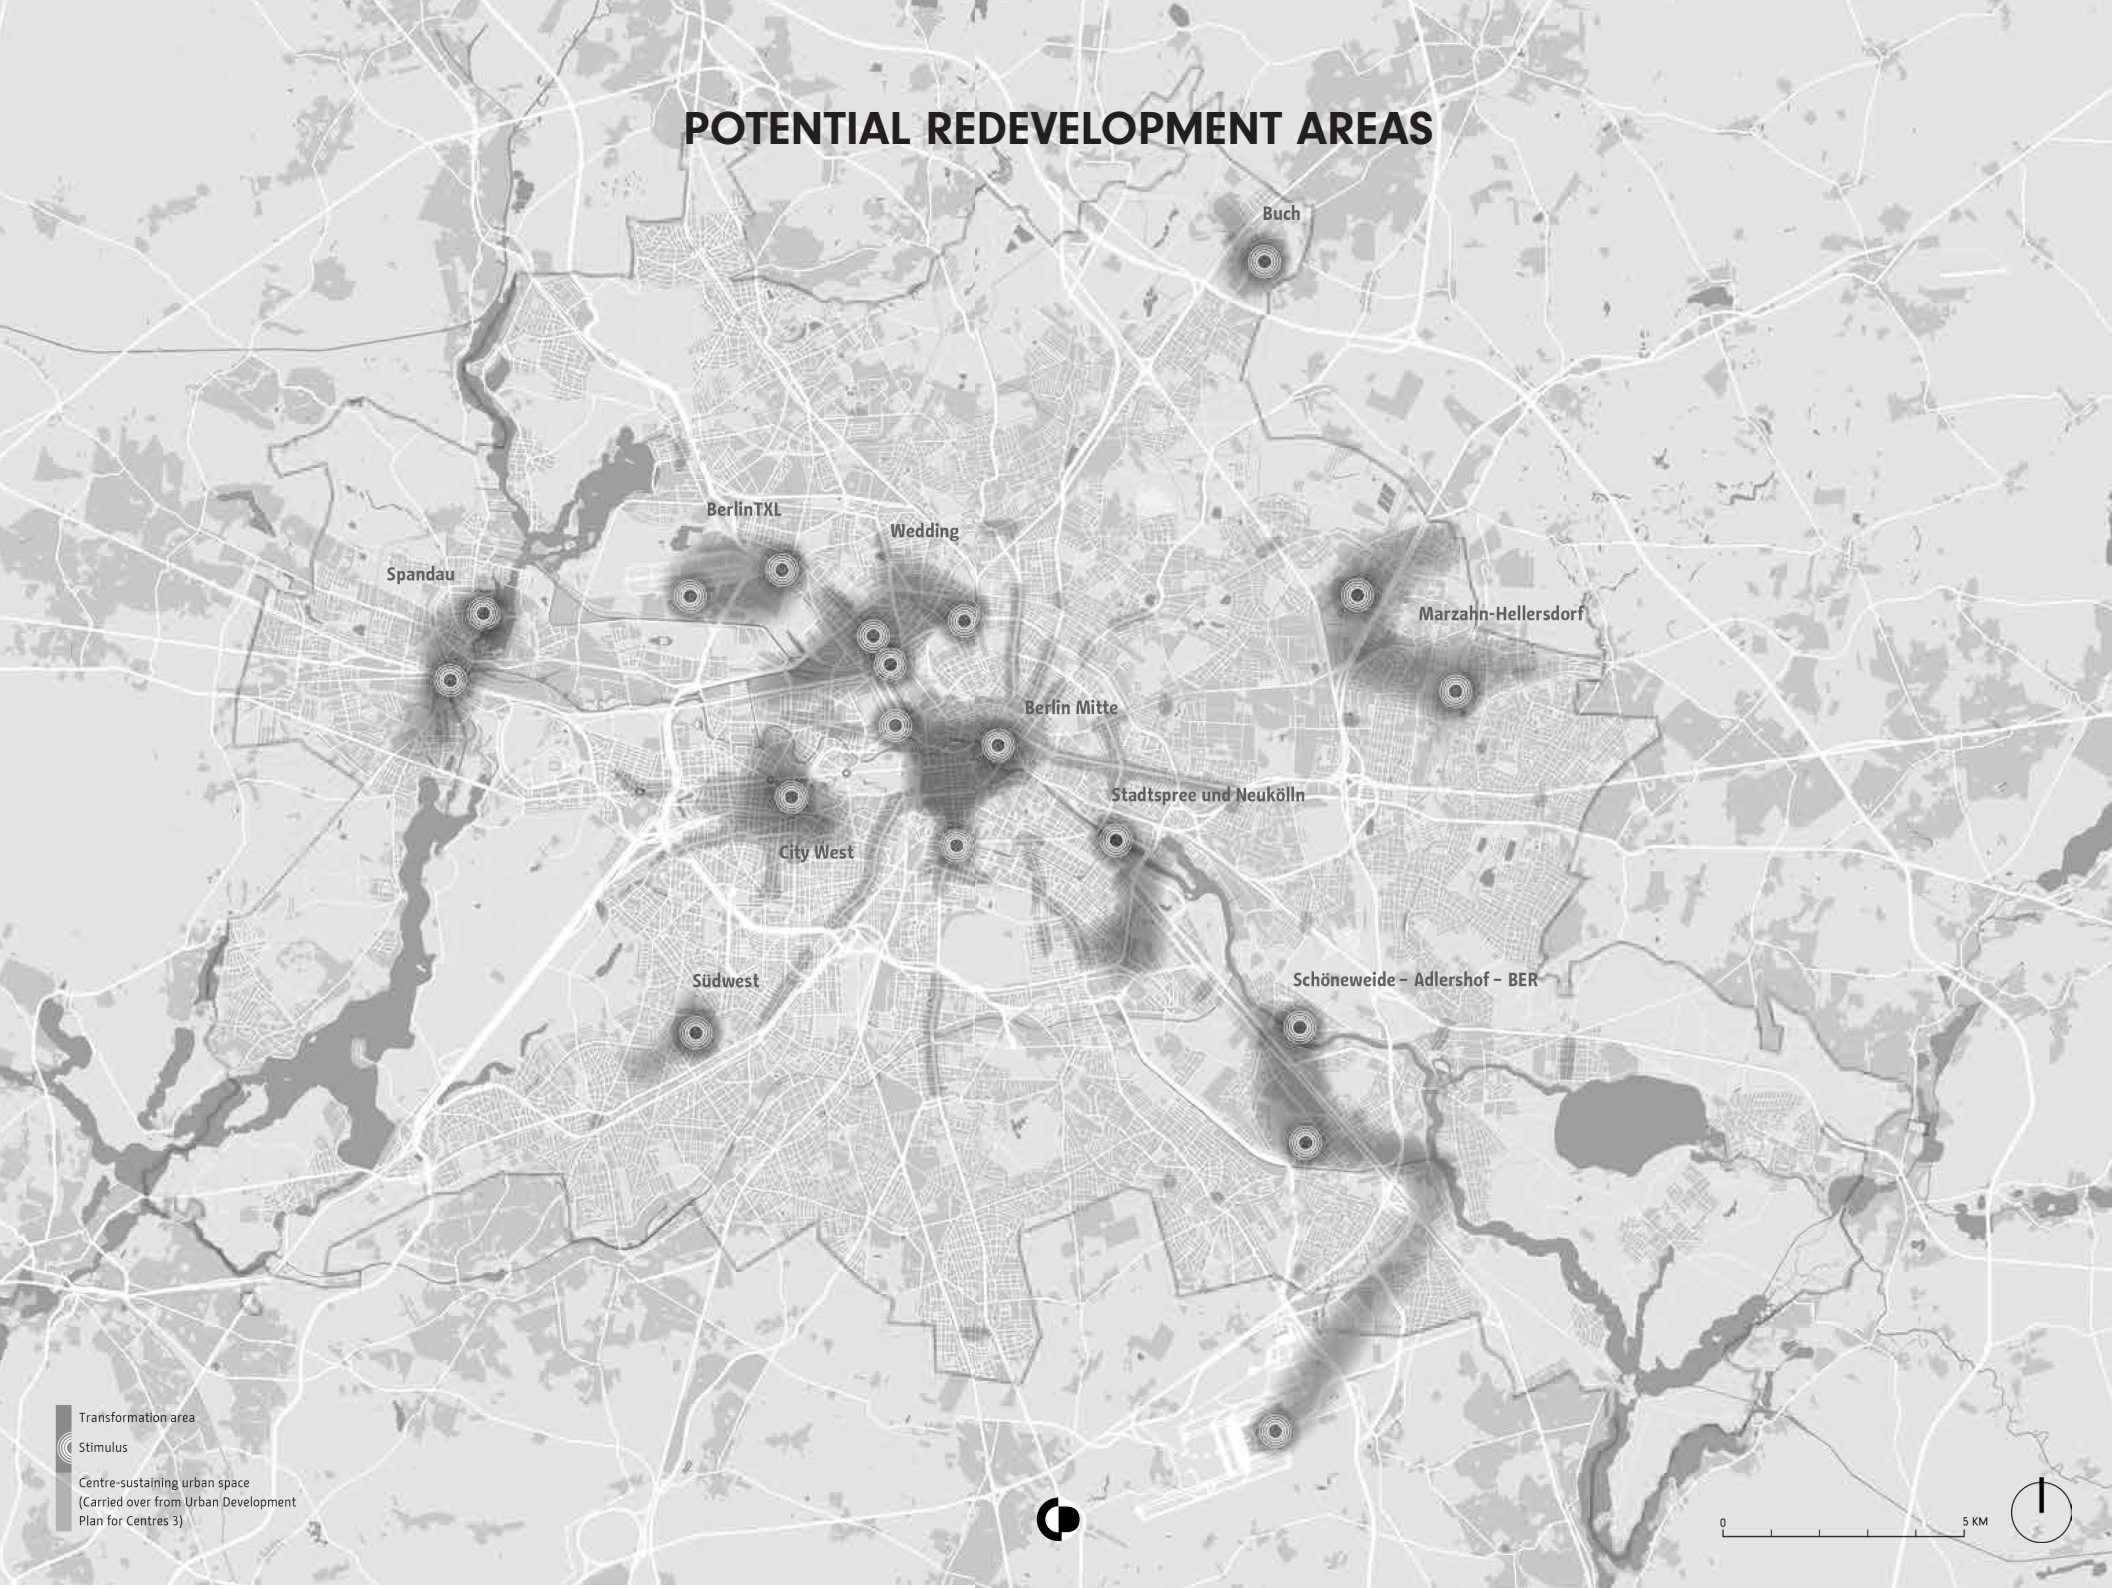 POTENTIAL REDEVELOPMENT AREAS
Buch
BerlinTXL
Wedding
Spandau
Marzahn-Hellersdorf
Berlin Mitte
Stadtspree und Neukölln
City West
Südwest
Schöneweide – Adlershof – BER
Transformation area
Stimulus
Centre-sustaining urban space
(Carried over from Urban Development
Plan for Centres 3)
0
5 KM